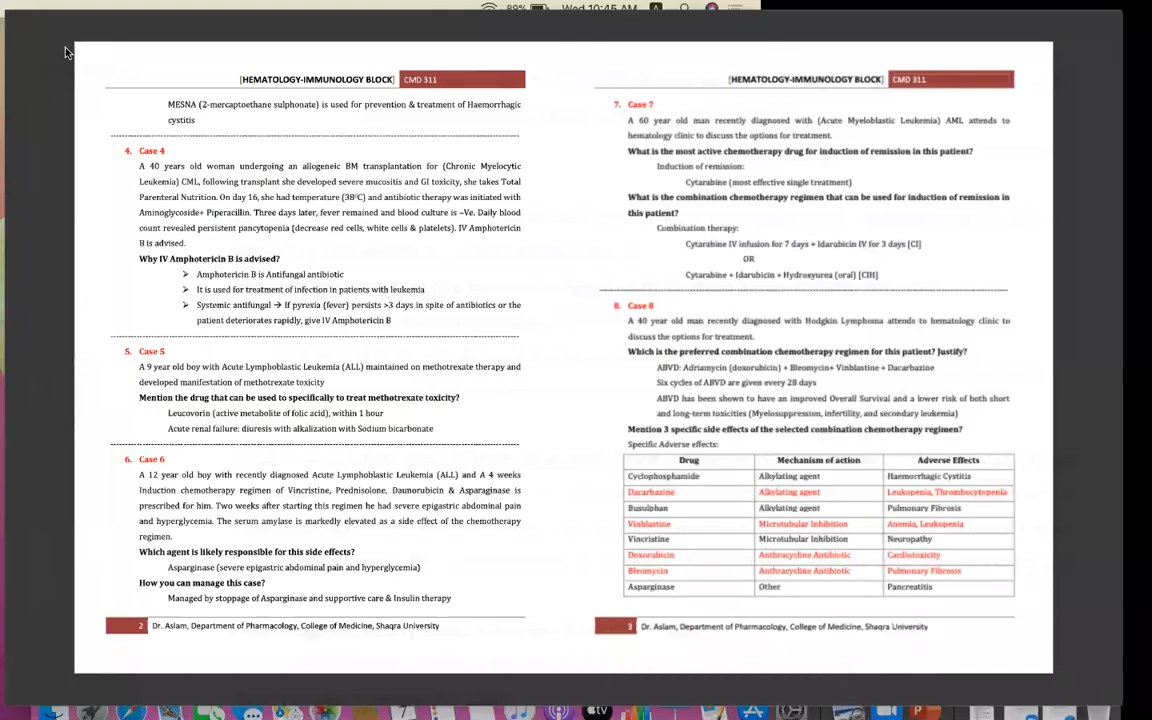 89% Wed 10:45 AM A
[HEMATOLOGY-IMMUNOLOGY BLOCK] CMD 311
MESNA (2-mercaptoethane sulphonate) is used for prevention & treatment of Haemorrhagic
cystitis
4. Case 4
A 40 years old woman undergoing an allogeneic BM transplantation for (Chronic Myelocytic
Leukemia) CML, following transplant she developed severe mucositis and GI toxicity, she takes Total
Parenteral Nutrition. On day 16, she had temperature (38°C) and antibiotic therapy was initiated with
Aminoglycoside+ Piperacillin. Three days later, fever remained and blood culture is –Ve. Daily blood
count revealed persistent pancytopenia (decrease red cells, white cells & platelets). IV Amphotericin
B is advised.
Why IV Amphotericin B is advised?
➢ Amphotericin B is Antifungal antibiotic
➢ It is used for treatment of infection in patients with leukemia
➢ Systemic antifungal → If pyrexia (fever) persists >3 days in spite of antibiotics or the
patient deteriorates rapidly, give IV Amphotericin B
5. Case 5
A 9 year old boy with Acute Lymphoblastic Leukemia (ALL) maintained on methotrexate therapy and
developed manifestation of methotrexate toxicity
Mention the drug that can be used to specifically to treat methotrexate toxicity?
Leucovorin (active metabolite of folic acid), within 1 hour
Acute renal failure: diuresis with alkalization with Sodium bicarbonate
6. Case 6
A 12 year old boy with recently diagnosed Acute Lymphoblastic Leukemia (ALL) and A 4 weeks
Induction chemotherapy regimen of Vincristine, Prednisolone, Daunorubicin & Asparaginase is
prescribed for him. Two weeks after starting this regimen he had severe epigastric abdominal pain
and hyperglycemia. The serum amylase is markedly elevated as a side effect of the chemotherapy
regimen.
Which agent is likely responsible for this side effects?
Asparginase (severe epigastric abdominal pain and hyperglycemia)
How you can manage this case?
Managed by stoppage of Asparginase and supportive care & Insulin therapy
2 Dr. Aslam, Department of Pharmacology, College of Medicine, Shaqra University
[HEMATOLOGY-IMMUNOLOGY BLOCK] CMD 311
7. Case 7
A 60 year old man recently diagnosed with (Acute Myeloblastic Leukemia) AML attends to
hematology clinic to discuss the options for treatment.
What is the most active chemotherapy drug for induction of remission in this patient?
Induction of remission:
Cytarabine (most effective single treatment)
What is the combination chemotherapy regimen that can be used for induction of remission in
this patient?
Combination therapy:
Cytarabine IV infusion for 7 days + Idarubicin IV for 3 days [CI]
OR
Cytarabine + Idarubicin + Hydroxyurea (oral) [CIH]
8. Case 8
A 40 year old man recently diagnosed with Hodgkin Lymphoma attends to hematology clinic to
discuss the options for treatment.
Which is the preferred combination chemotherapy regimen for this patient? Justify?
ABVD: Adriamycin (doxorubicin) + Bleomycin+ Vinblastine + Dacarbazine
Six cycles of ABVD are given every 28 days
ABVD has been shown to have an improved Overall Survival and a lower risk of both short
and long-term toxicities (Myelosuppression, infertility, and secondary leukemia)
Mention 3 specific side effects of the selected combination chemotherapy regimen?
Specific Adverse effects:
Drug Mechanism of action Adverse Effects
Cyclophosphamide Alkylating agent Haemorrhagic Cystitis
Dacarbazine Alkylating agent Leukopenia, Thrombocytopenia
Busulphan Alkylating agent Pulmonary Fibrosis
Vinblastine Microtubular Inhibition Anemia, Leukopenia
Vincristine Microtubular Inhibition Neuropathy
Doxorubicin Anthracycline Antibiotic Cardiotoxicity
Bleomycin Anthracycline Antibiotic Pulmonary Fibrosis
Asparginase Other Pancreatitis
3 Dr. Aslam, Department of Pharmacology, College of Medicine, Shaqra University
7 tv